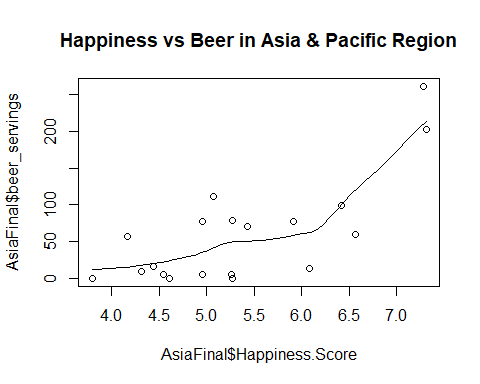 Happiness vs Beer in Asia & Pacific Region
AsiaFinal$beer_servings
200
100
50
0
4.0 4.5 5.0 5.5 6.0 6.5 7.0
AsiaFinal$Happiness.Score